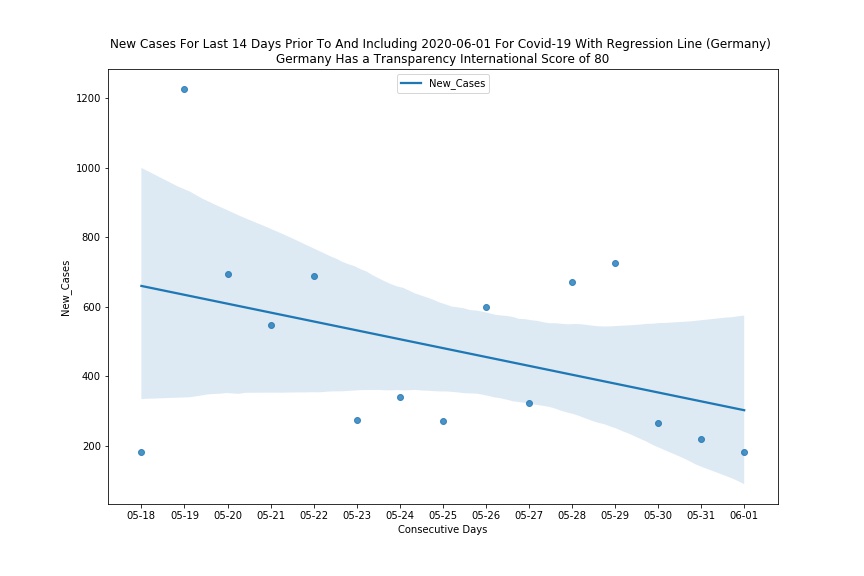 New Cases For Last 14 Days Prior To And Including 2020-06-01 For Covid-19 With Regression Line (Germany)
Germany Has a Transparency International Score of 80
New_Cases
1200
1000
800
600
400
200
New_Cases
05-18 05-19 05-20 05-21 05-22 05-23 05-24 05-25 05-26 05-27 05-28 05-29 05-30 05-31 06-01
Consecutive Days